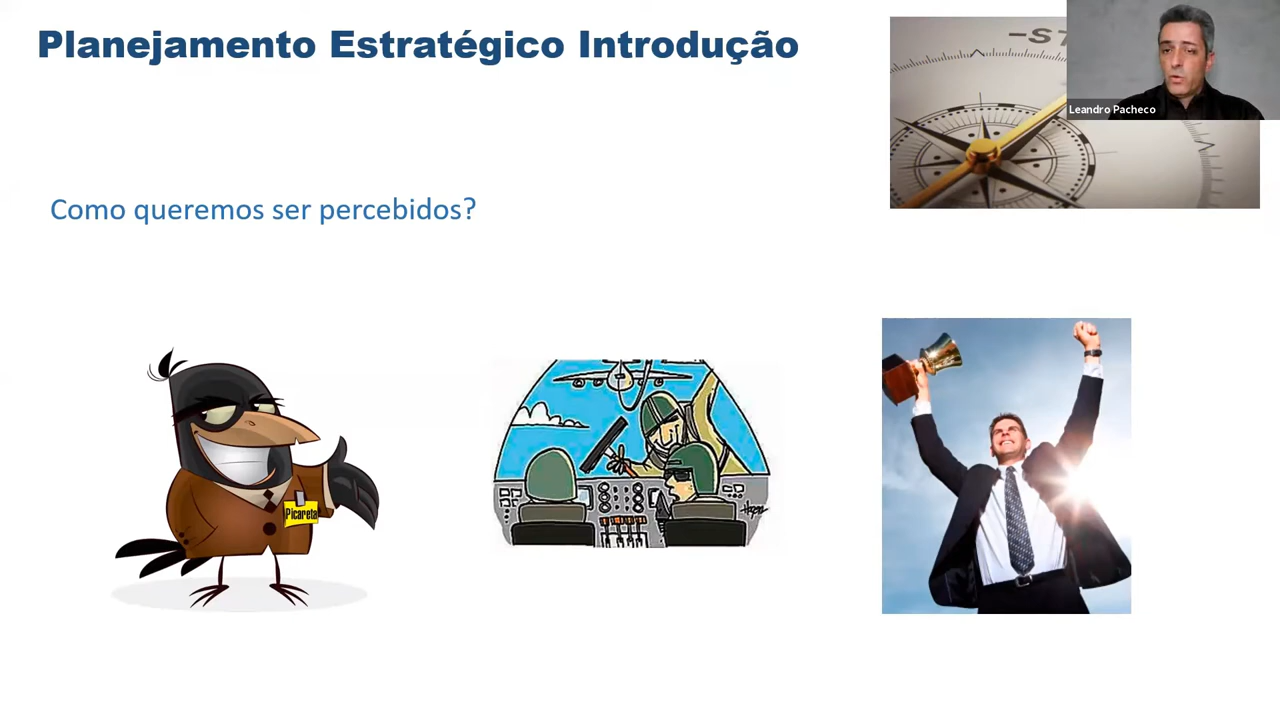 Planejamento Estratégico Introdução
Leandro Pacheco
Como queremos ser percebidos?
Picareta